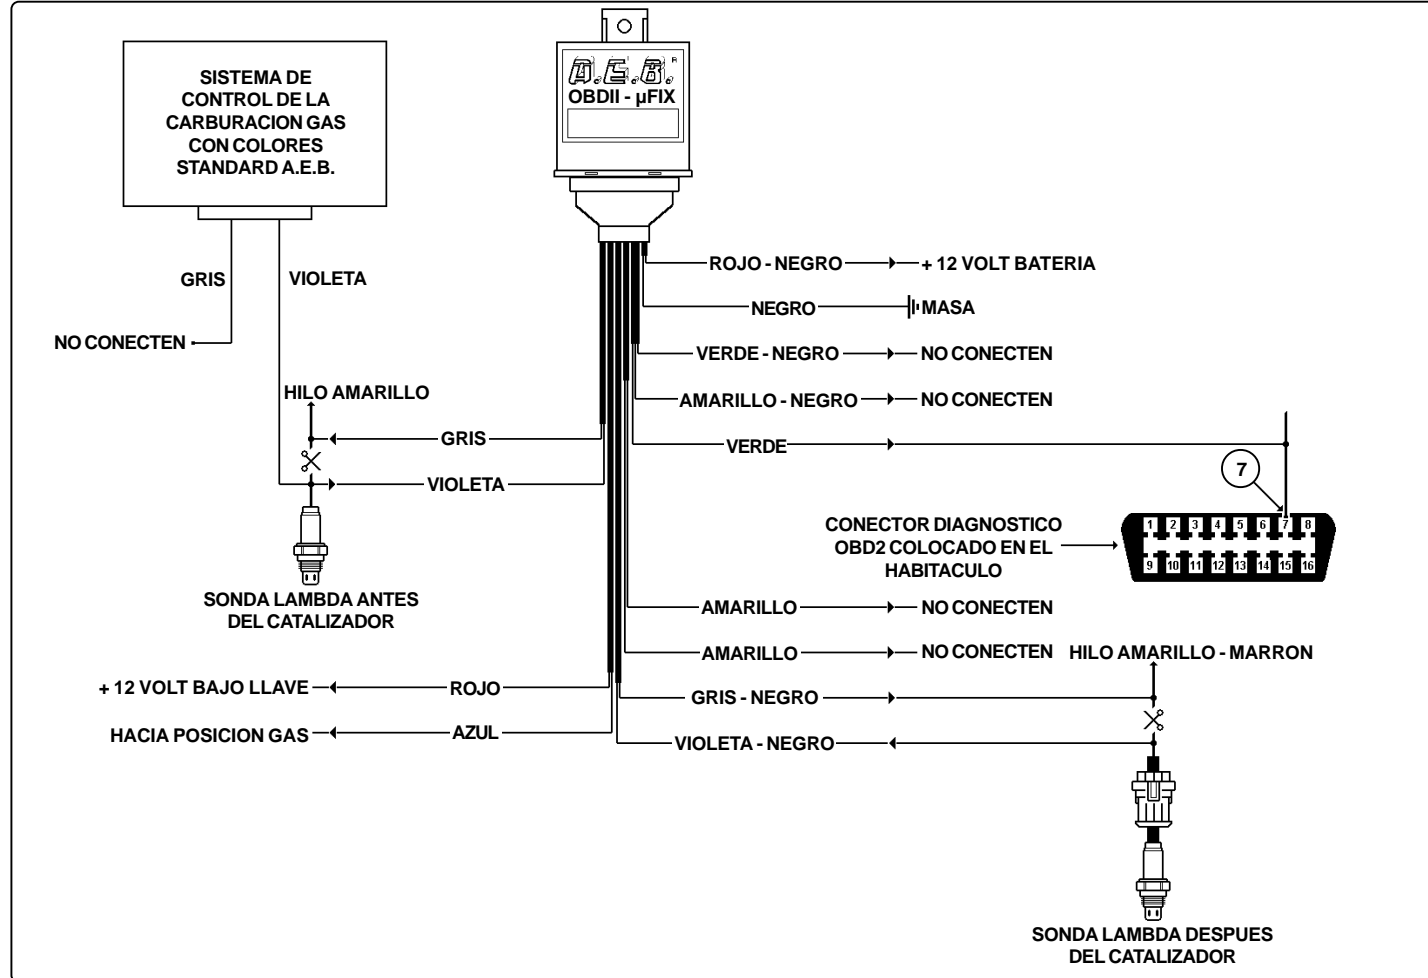 SISTEMA DE
CONTROL DE LA
CARBURACION GAS
CON COLORES
STANDARD A.E.B.
A.E.B.
R
OBDII - µFIX
GRIS
VIOLETA
NO CONECTEN
HILO AMARILLO
GRIS
VIOLETA
SONDA LAMBDA ANTES
DEL CATALIZADOR
+ 12 VOLT BAJO LLAVE
ROJO
HACIA POSICION GAS
AZUL
ROJO - NEGRO
+ 12 VOLT BATERIA
NEGRO
MASA
VERDE - NEGRO
NO CONECTEN
AMARILLO - NEGRO
NO CONECTEN
VERDE
7
CONECTOR DIAGNOSTICO
OBD2 COLOCADO EN EL
HABITACULO
1 2 3 4 5 6 7 8
9 10 11 12 13 14 15 16
AMARILLO
NO CONECTEN
AMARILLO
NO CONECTEN
HILO AMARILLO - MARRON
GRIS - NEGRO
VIOLETA - NEGRO
SONDA LAMBDA DESPUES
DEL CATALIZADOR